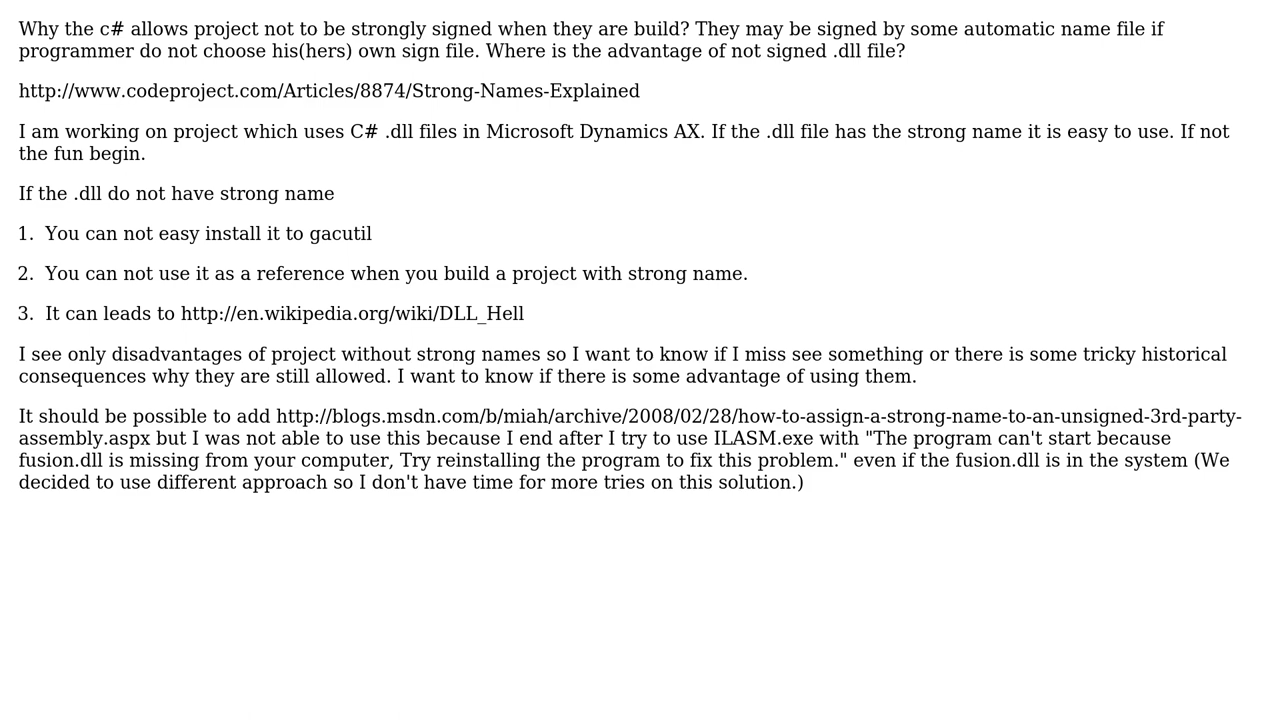 Why the c# allows project not to be strongly signed when they are build? They may be signed by some automatic name file if
programmer do not choose his(hers) own sign file. Where is the advantage of not signed .dll file?
http://www.codeproject.com/Articles/8874/Strong-Names-Explained
I am working on project which uses C# .dll files in Microsoft Dynamics AX. If the .dll file has the strong name it is easy to use. If not
the fun begin.
If the .dll do not have strong name
1. You can not easy install it to gacutil
2. You can not use it as a reference when you build a project with strong name.
3. It can leads to http://en.wikipedia.org/wiki/DLL_Hell
I see only disadvantages of project without strong names so I want to know if I miss see something or there is some tricky historical
consequences why they are still allowed. I want to know if there is some advantage of using them.
It should be possible to add http://blogs.msdn.com/b/miah/archive/2008/02/28/how-to-assign-a-strong-name-to-an-unsigned-3rd-party-
assembly.aspx but I was not able to use this because I end after I try to use ILASM.exe with "The program can't start because
fusion.dll is missing from your computer, Try reinstalling the program to fix this problem." even if the fusion.dll is in the system (We
decided to use different approach so I don't have time for more tries on this solution.)